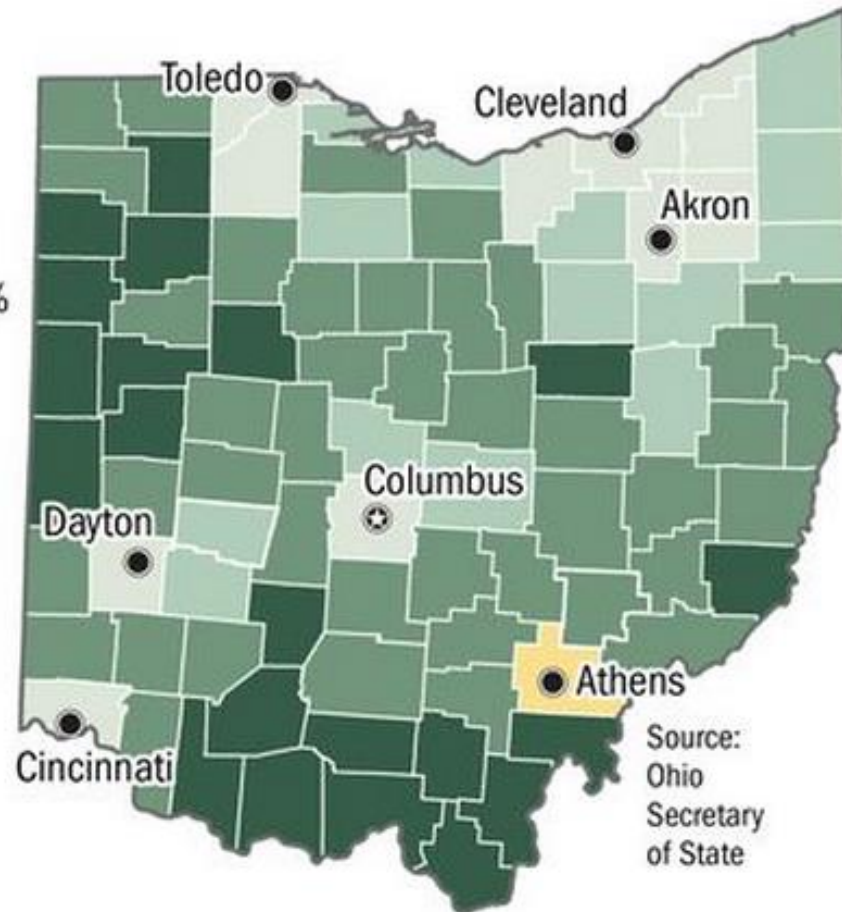 Toledo
Cleveland
Akron
%
Columbus
Dayton
Athens
Cincinnati
Source:
Ohio
Secretary
of State